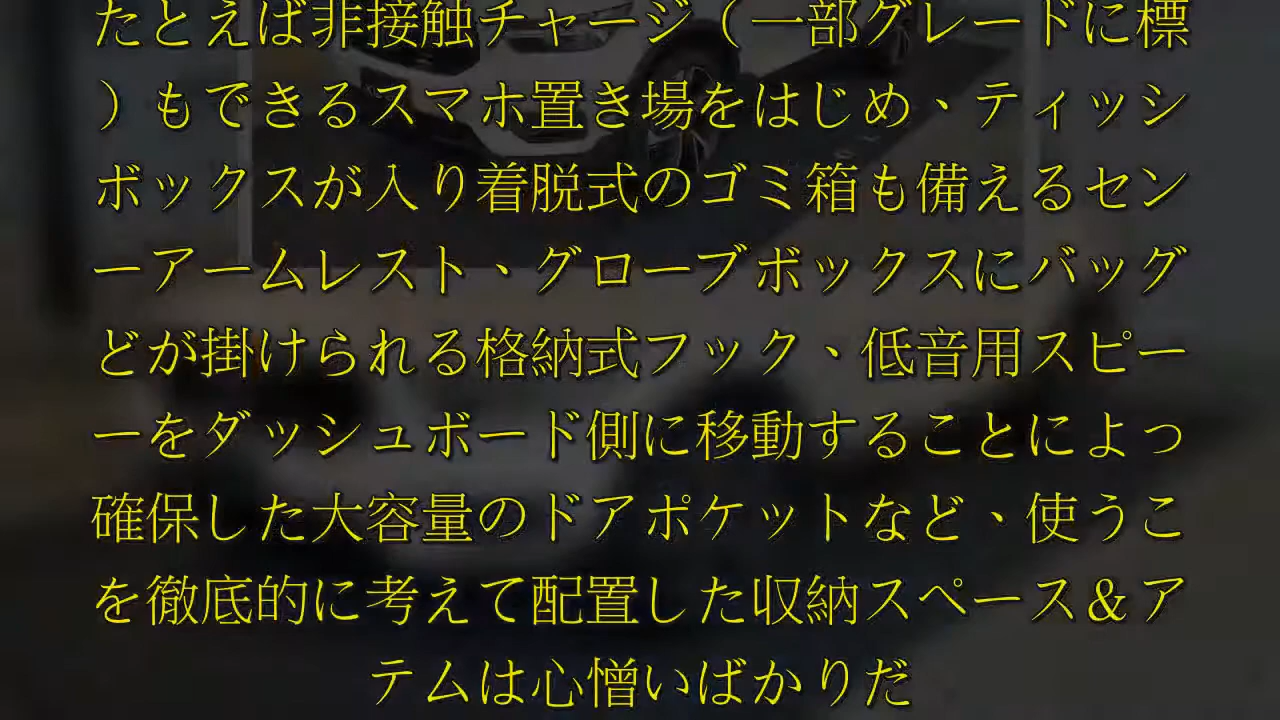 たとえば非接触チャージ（一部グレードに標
）もできるスマホ置き場をはじめ、ティッシ
ボックスが入り着脱式のゴミ箱も備えるセン
ーアームレスト、グローブボックスにバッグ
どが掛けられる格納式フック、低音用スピー
ーをダッシュボード側に移動することによっ
確保した大容量のドアポケットなど、使うこ
を徹底的に考えて配置した収納スペース＆ア
テムは心憎いばかりだ